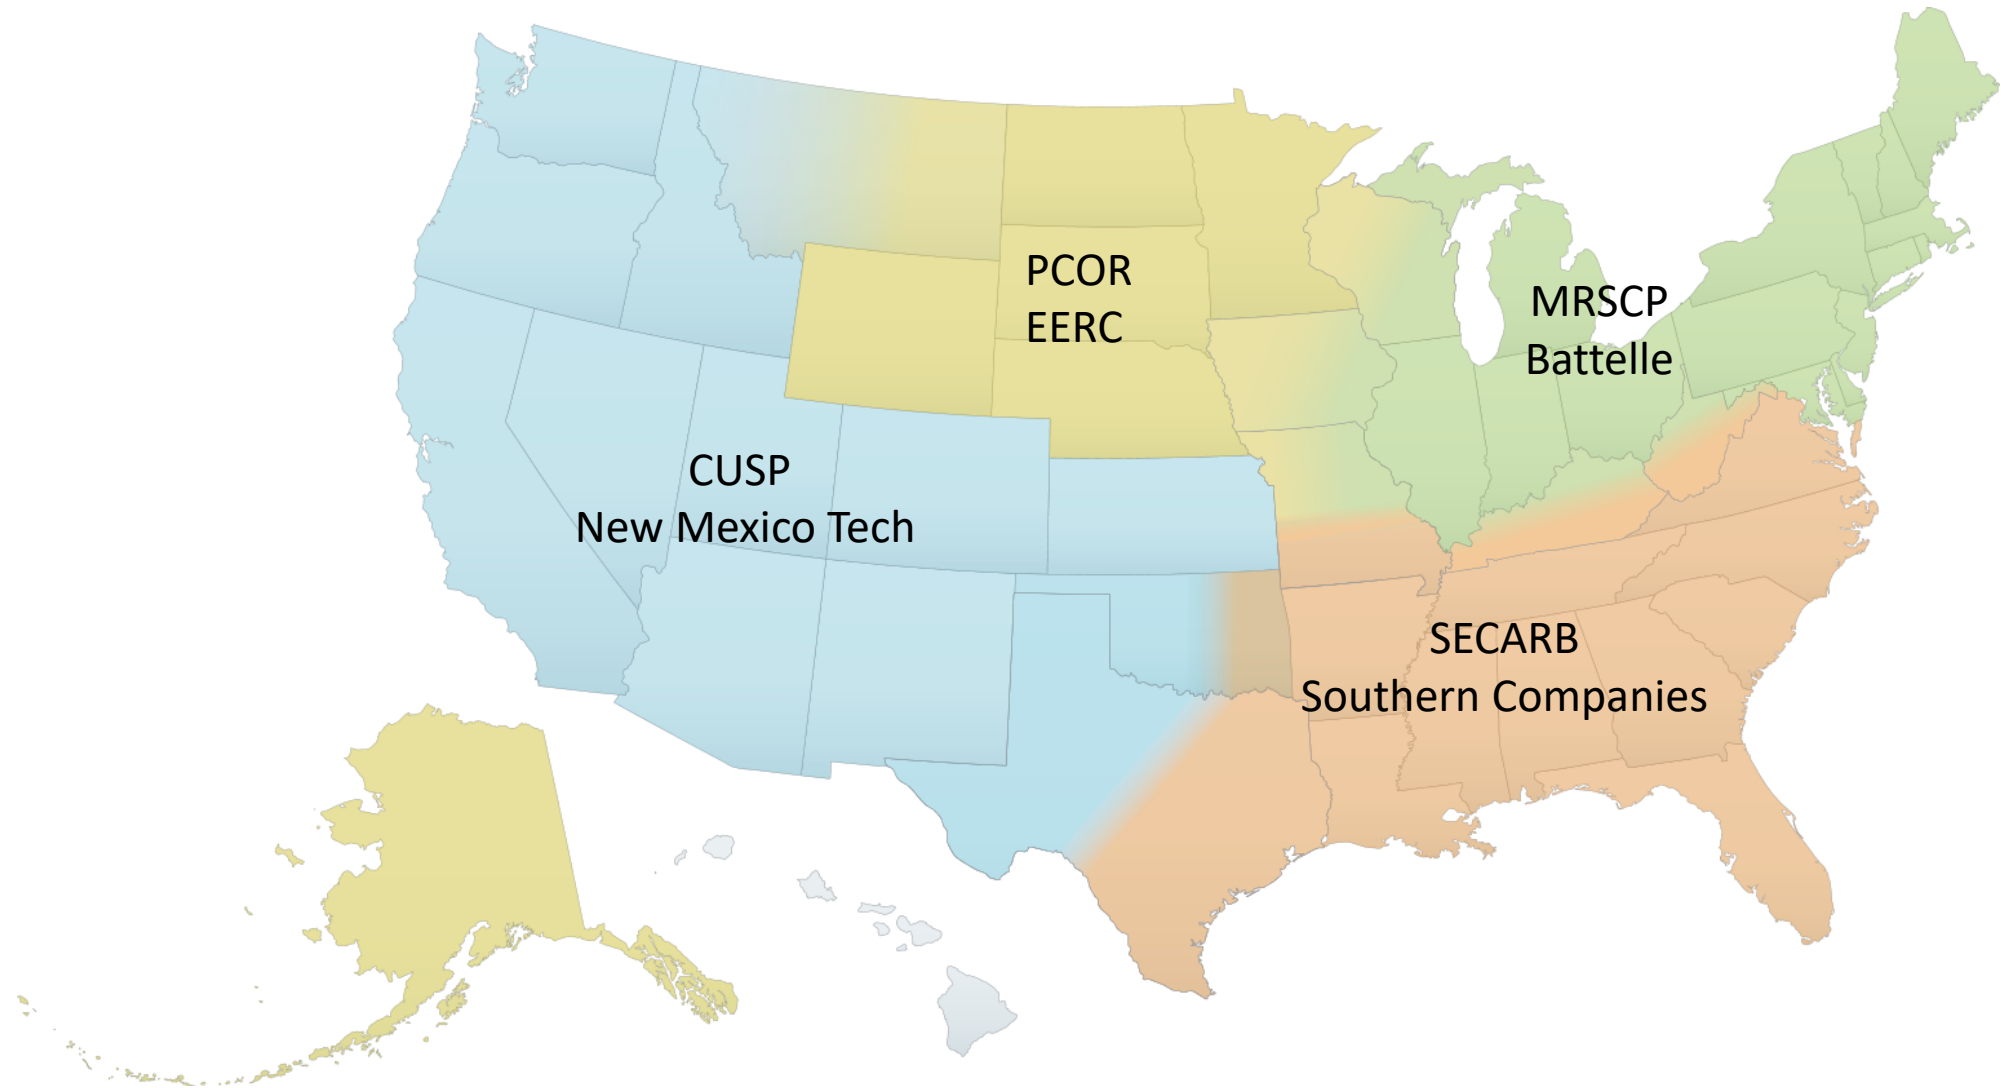 PCOR
EERC
MRSCP
Battelle
CUSP
New Mexico Tech
SECARB
Southern Companies